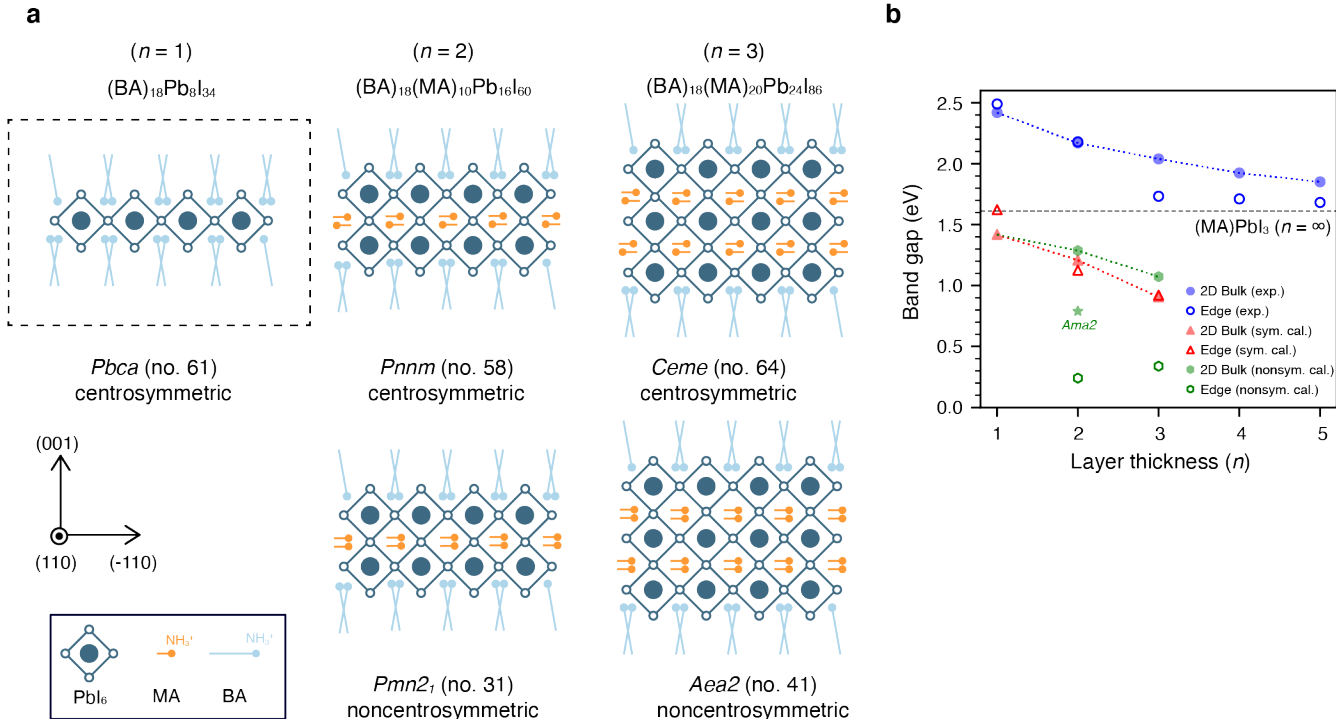 a
(n = 1)
(BA)₁₈Pb₈I₃₄
(n = 2)
(BA)₁₈(MA)₁₀Pb₁₆I₆₀
(n = 3)
(BA)₁₈(MA)₂₀Pb₂₄I₈₆
Pbca (no. 61)
centrosymmetric
Pnnm (no. 58)
centrosymmetric
Ceme (no. 64)
centrosymmetric
(001)
(110)
(-110)
NH₃⁺
NH₃⁺
PbI₆
MA
BA
Pmn2₁ (no. 31)
noncentrosymmetric
Aea2 (no. 41)
noncentrosymmetric
b
2.5
2.0
1.5
1.0
0.5
0.0
Band gap (eV)
(MA)PbI₃ (n = ∞)
Ama2
2D Bulk (exp.)
Edge (exp.)
2D Bulk (sym. cal.)
Edge (sym. cal.)
2D Bulk (nonsym. cal.)
Edge (nonsym. cal.)
1
2
3
4
5
Layer thickness (n)